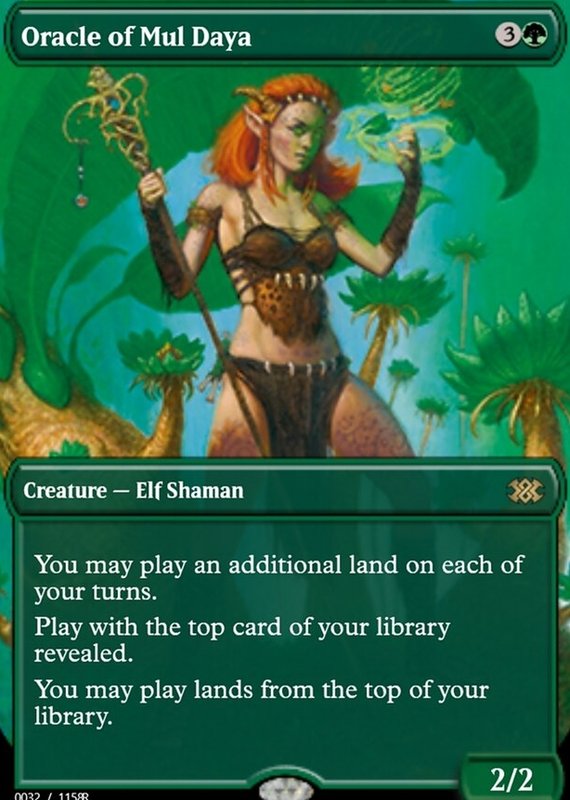 Oracle of Mul Daya 3
Creature — Elf Shaman
You may play an additional land on each of
your turns.
Play with the top card of your library
revealed.
You may play lands from the top of your
library.
2/2
0032 / 1158R